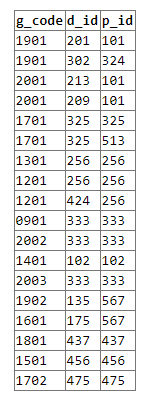 g_code d_id p_id
1901 201 101
1901 302 324
2001 213 101
2001 209 101
1701 325 325
1701 325 513
1301 256 256
1201 256 256
1201 424 256
0901 333 333
2002 333 333
1401 102 102
2003 333 333
1902 135 567
1601 175 567
1801 437 437
1501 456 456
1702 475 475